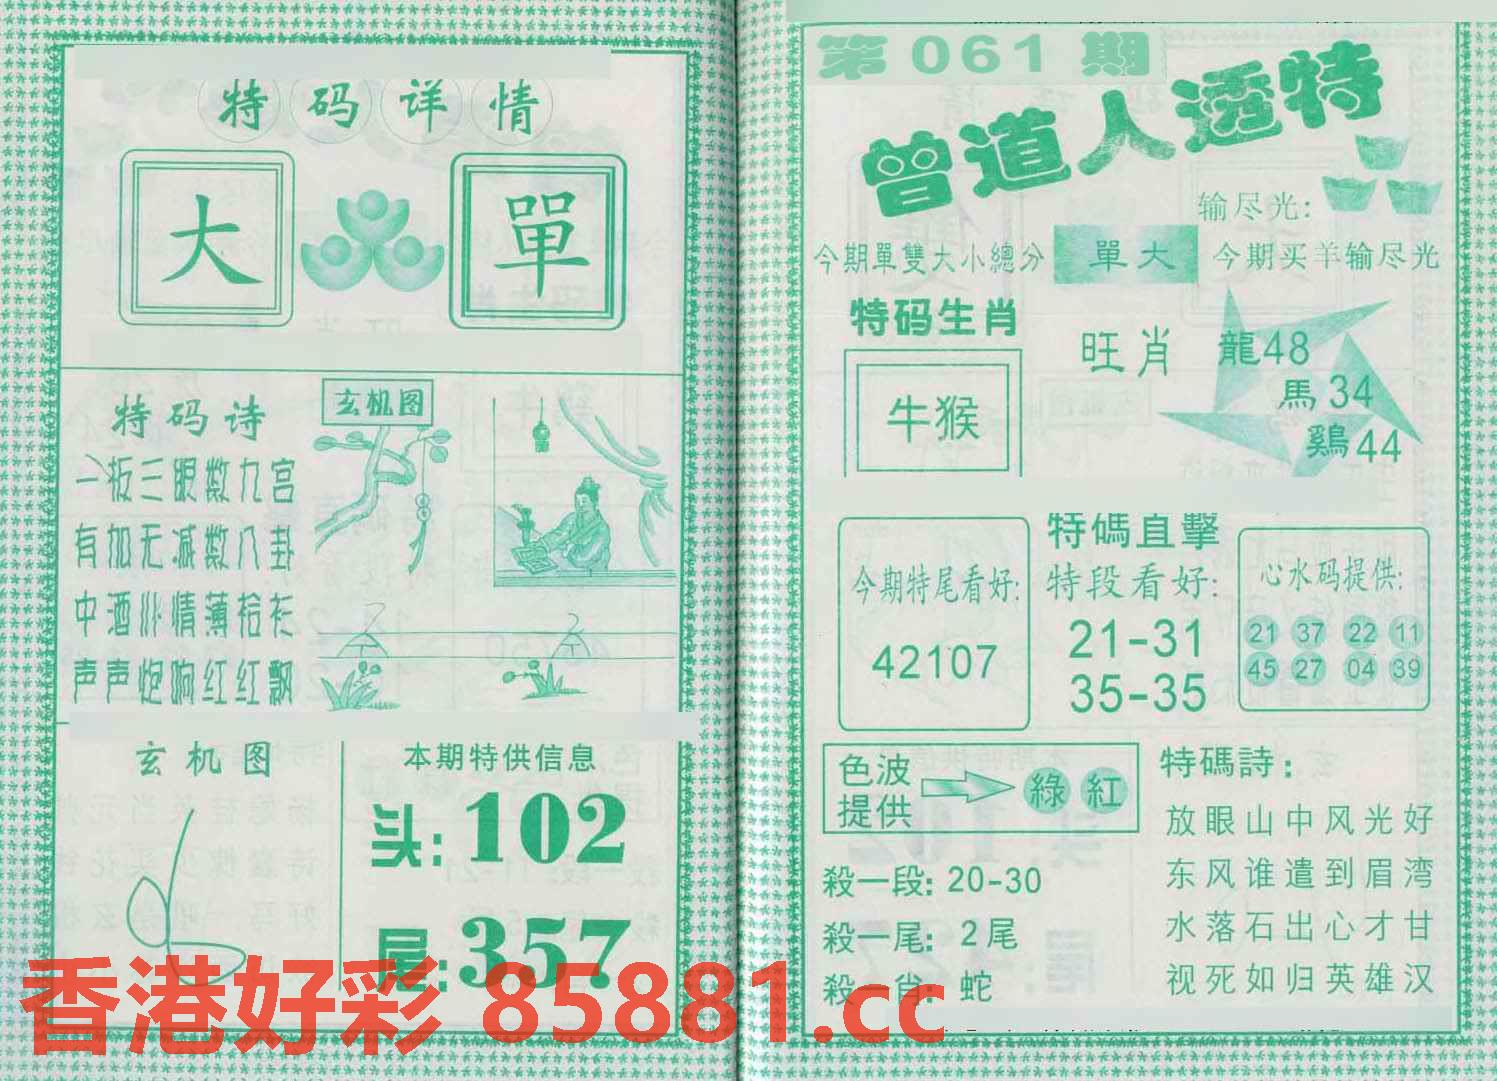 特码详情
大 單
特码诗
一板三眼数九宫
有加无减数八卦
中酒汴情薄拾花
声声炮响红红飘
玄机图
玄机图
本期特供信息
头:102
尾:357
第061期
曾道人透特
输尽光:
今期單雙大小總分 單大 今期买羊输尽光
特码生肖
牛猴
旺肖
龍48
馬34
鷄44
今期特尾看好:
42107
特碼直擊
特段看好:
21-31
35-35
心水码提供:
21 37 22 11
45 27 04 39
色波
提供
綠 紅
殺一段: 20-30
殺一尾: 2尾
殺一肖: 蛇
特碼詩:
放眼山中风光好
东风谁遣到眉湾
水落石出心才甘
视死如归英雄汉
香港好彩 85881.cc